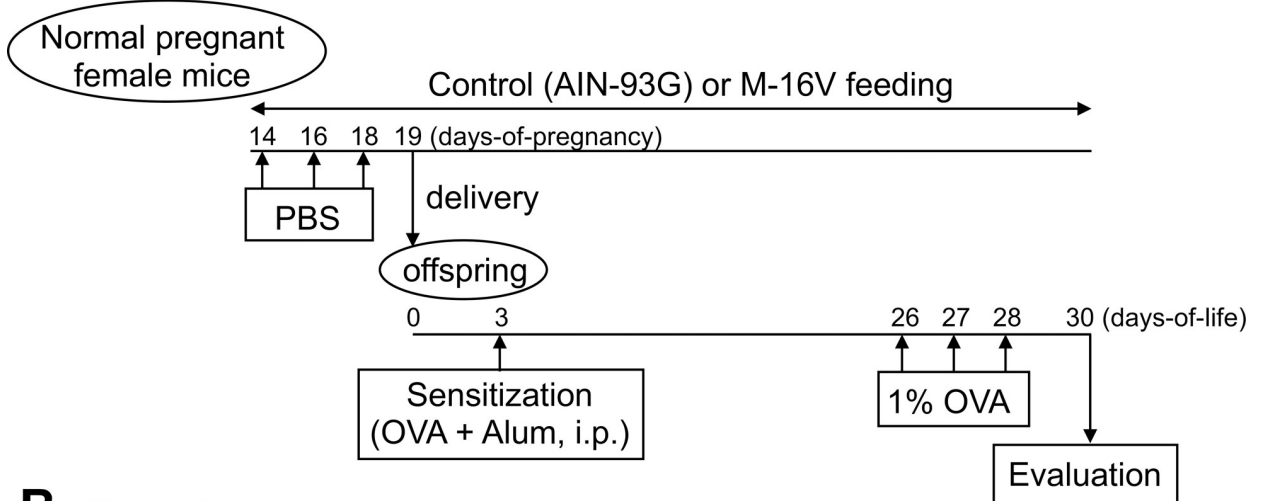 Normal pregnant
female mice
Control (AIN-93G) or M-16V feeding
14 16 18 19 (days-of-pregnancy)
PBS
delivery
offspring
0 3 26 27 28 30 (days-of-life)
Sensitization
(OVA + Alum, i.p.)
1% OVA
Evaluation